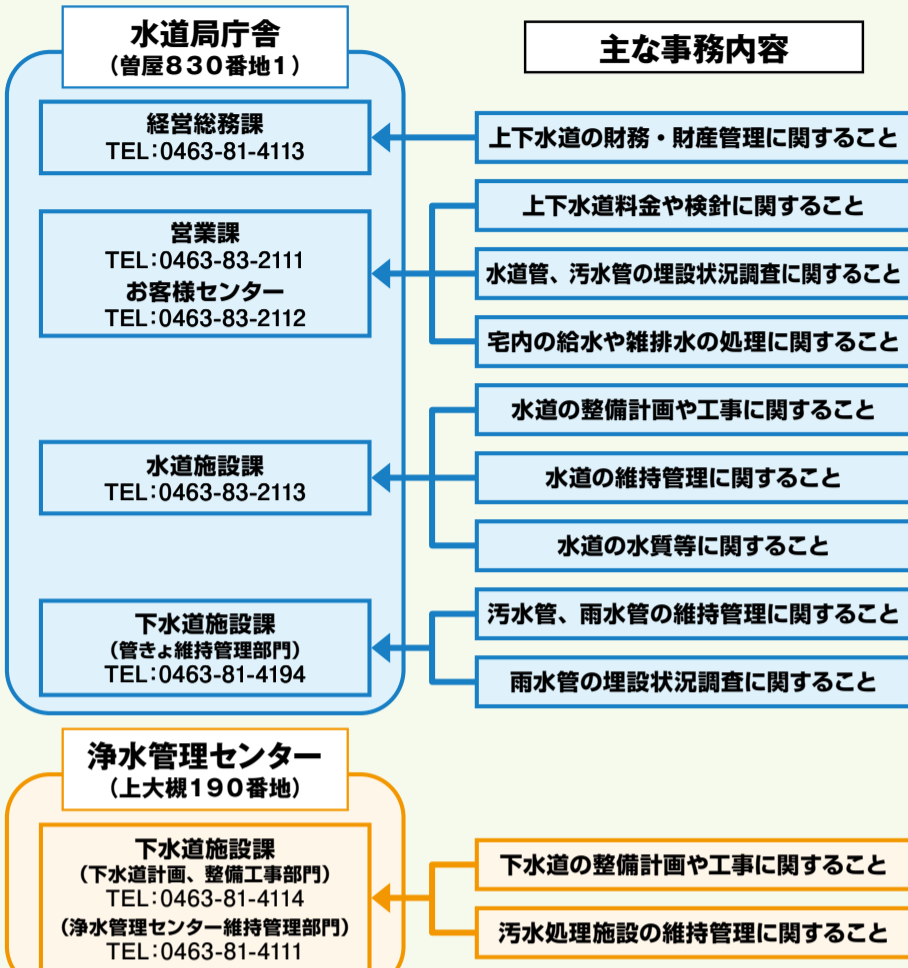 水道局庁舎
(曽屋830番地1)
主な事務内容
経営総務課
TEL:0463-81-4113
上下水道の財務・財産管理に関すること
営業課
TEL:0463-83-2111
お客様センター
TEL:0463-83-2112
上下水道料金や検針に関すること
水道管、汚水管の埋設状況調査に関すること
宅内の給水や雑排水の処理に関すること
水道施設課
TEL:0463-83-2113
水道の整備計画や工事に関すること
水道の維持管理に関すること
水道の水質等に関すること
下水道施設課
(管きょ維持管理部門)
TEL:0463-81-4194
汚水管、雨水管の維持管理に関すること
雨水管の埋設状況調査に関すること
浄水管理センター
(上大槻190番地)
下水道施設課
(下水道計画、整備工事部門)
TEL:0463-81-4114
(浄水管理センター維持管理部門)
TEL:0463-81-4111
下水道の整備計画や工事に関すること
汚水処理施設の維持管理に関すること